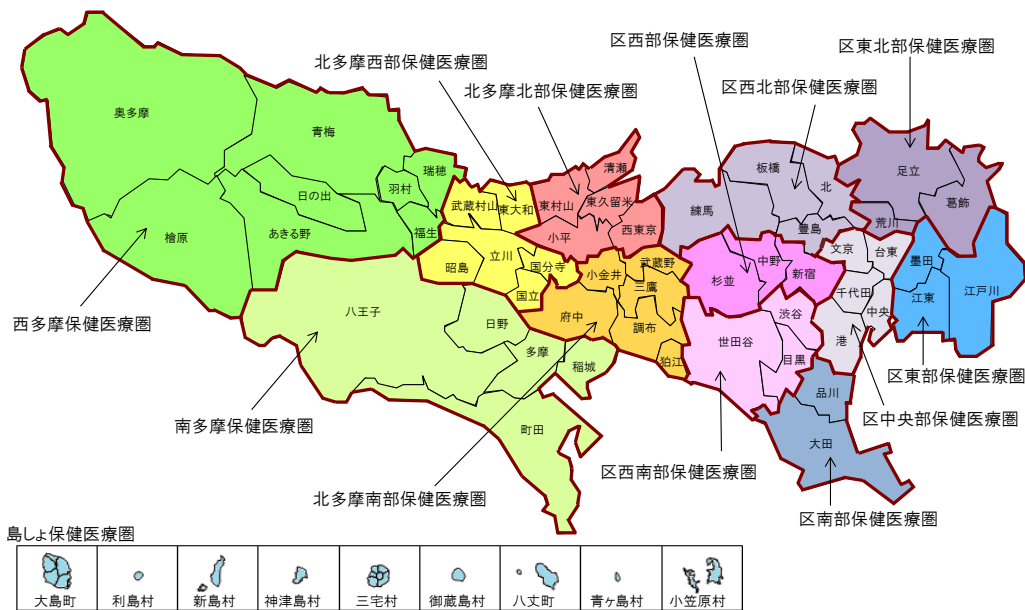 区東北部保健医療圏
区西部保健医療圏
北多摩西部保健医療圏
区西北部保健医療圏
北多摩北部保健医療圏
奥多摩
青梅
瑞穂
羽村
日の出
檜原
あきる野
福生
武蔵村山
東大和
昭島
立川
国分寺
国立
清瀬
東村山
東久留米
小平
西東京
小金井
武蔵野
三鷹
府中
調布
狛江
八王子
日野
多摩
稲城
町田
板橋
北
練馬
豊島
足立
葛飾
荒川
中野
杉並
新宿
文京
台東
千代田
中央
港
墨田
江東
江戸川
渋谷
世田谷
目黒
品川
大田
西多摩保健医療圏
区東部保健医療圏
南多摩保健医療圏
区中央部保健医療圏
区西南部保健医療圏
北多摩南部保健医療圏
区南部保健医療圏
島しょ保健医療圏
大島町
利島村
新島村
神津島村
三宅村
御蔵島村
八丈町
青ヶ島村
小笠原村